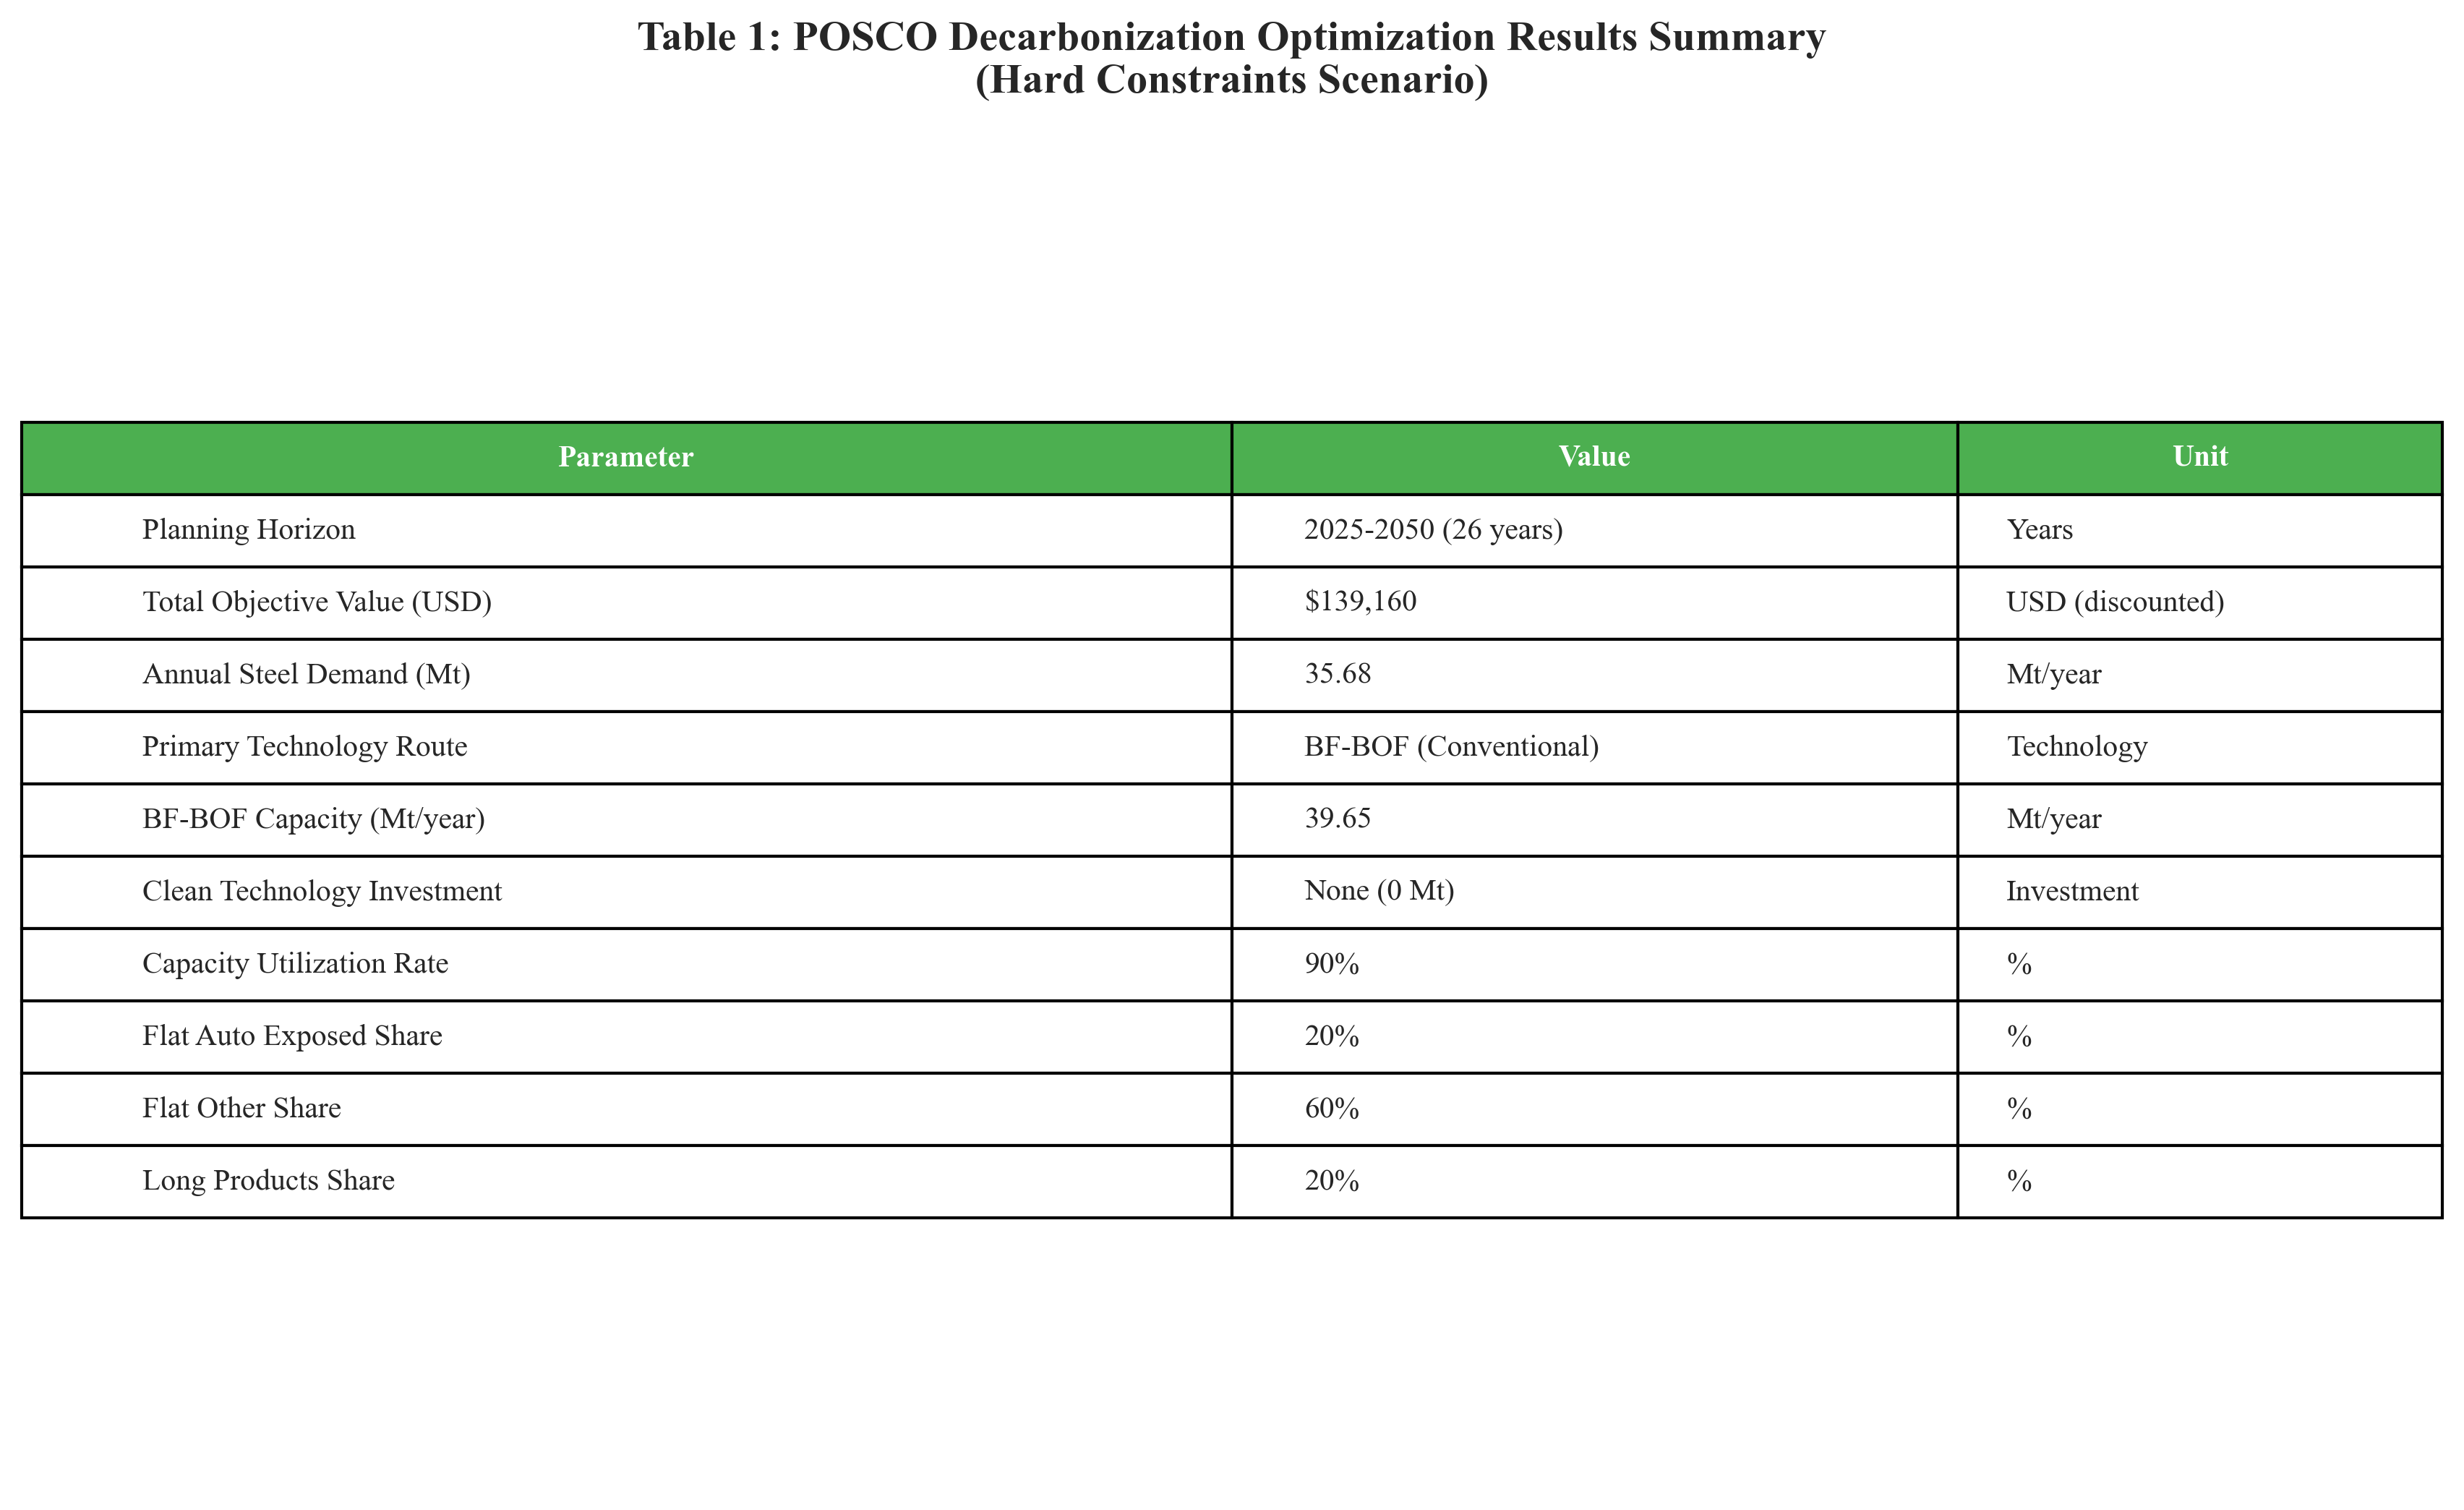 Table 1: POSCO Decarbonization Optimization Results Summary
(Hard Constraints Scenario)
Parameter Value Unit
Planning Horizon 2025-2050 (26 years) Years
Total Objective Value (USD) $139,160 USD (discounted)
Annual Steel Demand (Mt) 35.68 Mt/year
Primary Technology Route BF-BOF (Conventional) Technology
BF-BOF Capacity (Mt/year) 39.65 Mt/year
Clean Technology Investment None (0 Mt) Investment
Capacity Utilization Rate 90% %
Flat Auto Exposed Share 20% %
Flat Other Share 60% %
Long Products Share 20% %